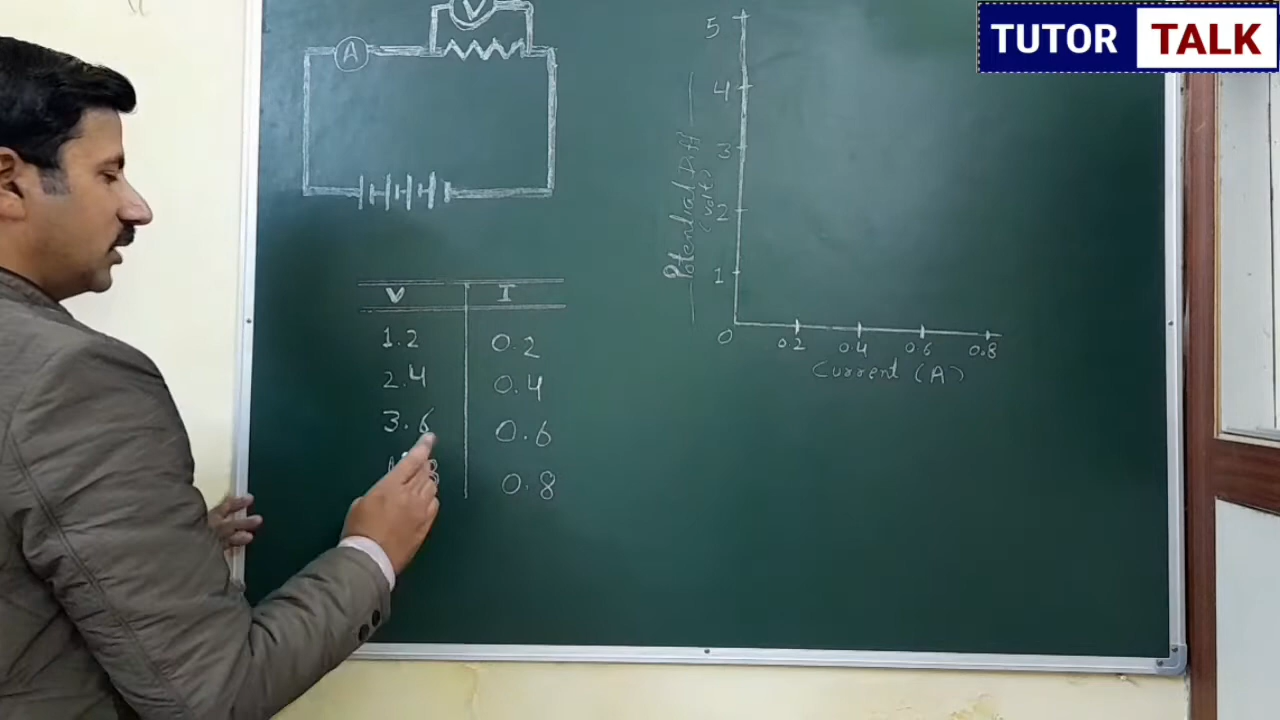 TUTOR TALK
V
A
5
4
3
2
1
0
Potential Diff
(volt)
0.2 0.4 0.6 0.8
Current (A)
V I
1.2 0.2
2.4 0.4
3.6 0.6
0.8